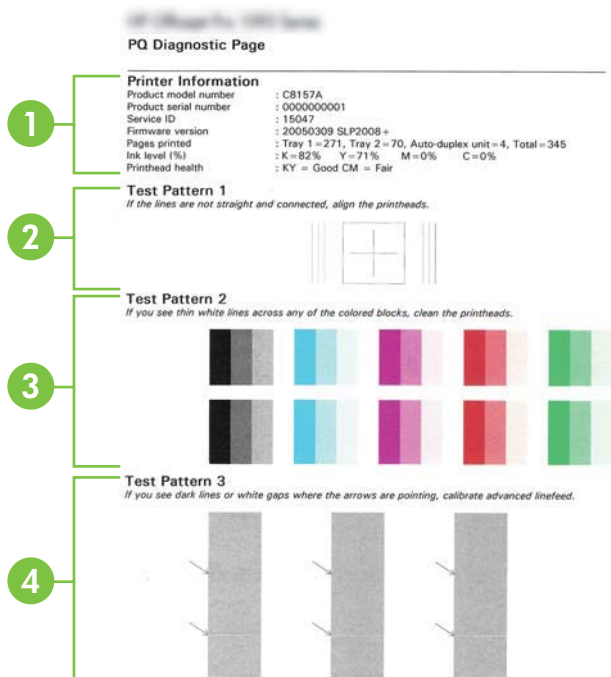 PQ Diagnostic Page
1
Printer Information
Product model number : C8157A
Product serial number : 0000000001
Service ID : 15047
Firmware version : 20050309 SLP2008+
Pages printed : Tray 1=271, Tray 2=70, Auto-duplex unit=4, Total=345
Ink level (%) : K=82% Y=71% M=0% C=0%
Printhead health : KY = Good CM = Fair
2
Test Pattern 1
If the lines are not straight and connected, align the printheads.
3
Test Pattern 2
If you see thin white lines across any of the colored blocks, clean the printheads.
4
Test Pattern 3
If you see dark lines or white gaps where the arrows are pointing, calibrate advanced linefeed.